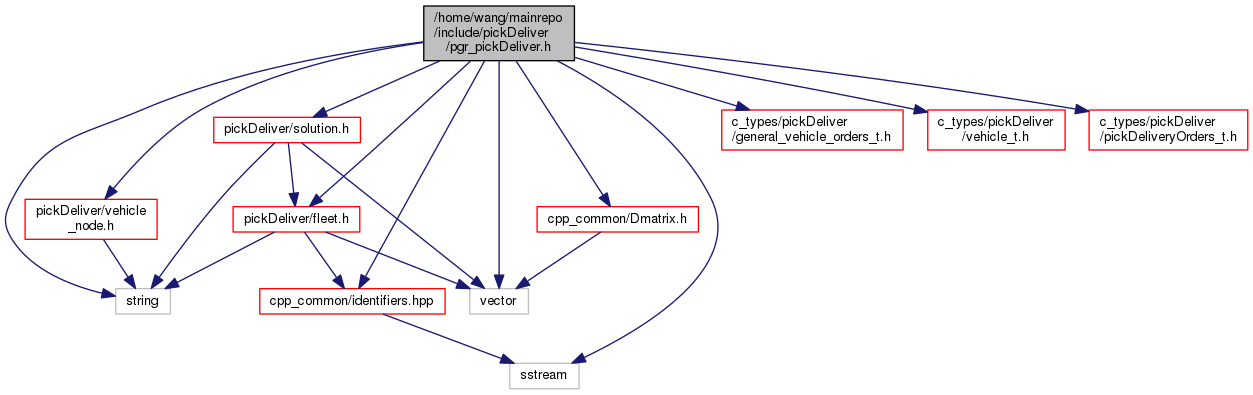 /home/wang/mainrepo
/include/pickDeliver
/pgr_pickDeliver.h
pickDeliver/solution.h
c_types/pickDeliver
/general_vehicle_orders_t.h
c_types/pickDeliver
/vehicle_t.h
c_types/pickDeliver
/pickDeliveryOrders_t.h
pickDeliver/vehicle
_node.h
pickDeliver/fleet.h
cpp_common/Dmatrix.h
string
cpp_common/identifiers.hpp
vector
sstream